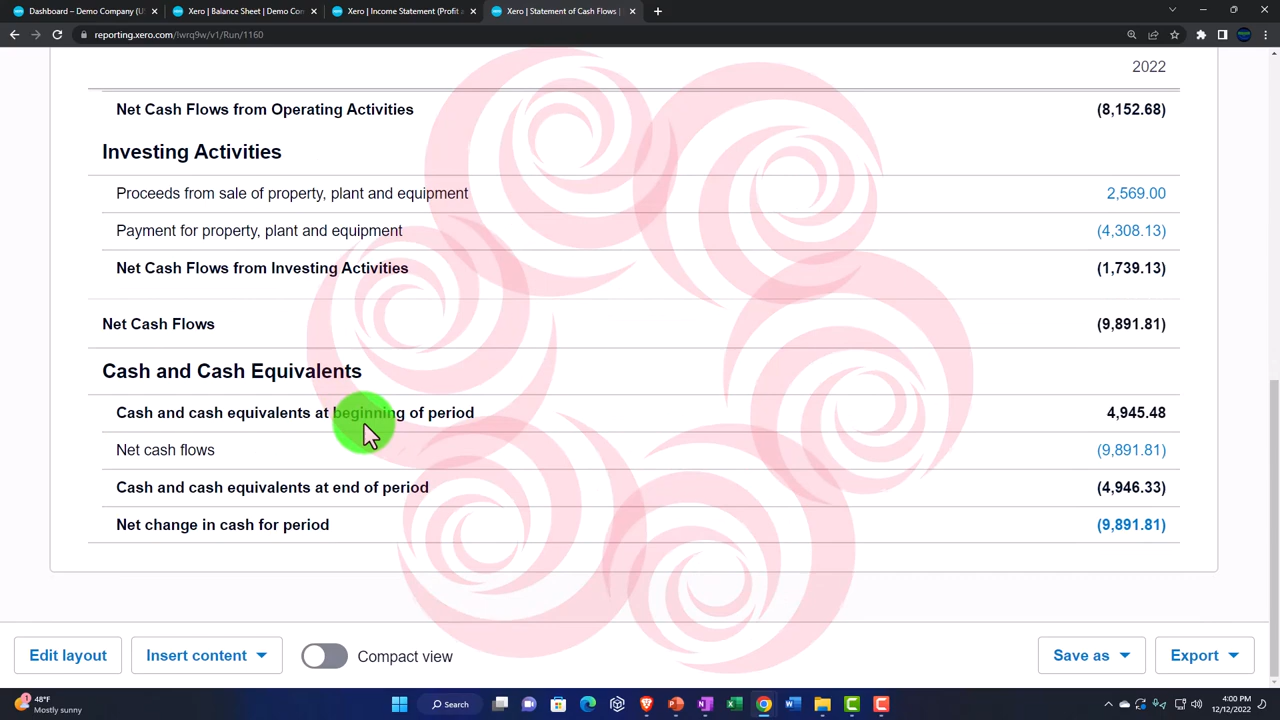 Dashboard – Demo Company (U
Xero | Balance Sheet | Demo Com
Xero | Income Statement (Profit a
Xero | Statement of Cash Flows |
reporting.xero.com/lwrq9w/v1/Run/1160
2022
Net Cash Flows from Operating Activities (8,152.68)
Investing Activities
Proceeds from sale of property, plant and equipment 2,569.00
Payment for property, plant and equipment (4,308.13)
Net Cash Flows from Investing Activities (1,739.13)
Net Cash Flows (9,891.81)
Cash and Cash Equivalents
Cash and cash equivalents at beginning of period 4,945.48
Net cash flows (9,891.81)
Cash and cash equivalents at end of period (4,946.33)
Net change in cash for period (9,891.81)
Edit layout Insert content Compact view Save as Export
48°F
Mostly sunny
Search
4:00 PM
12/12/2022